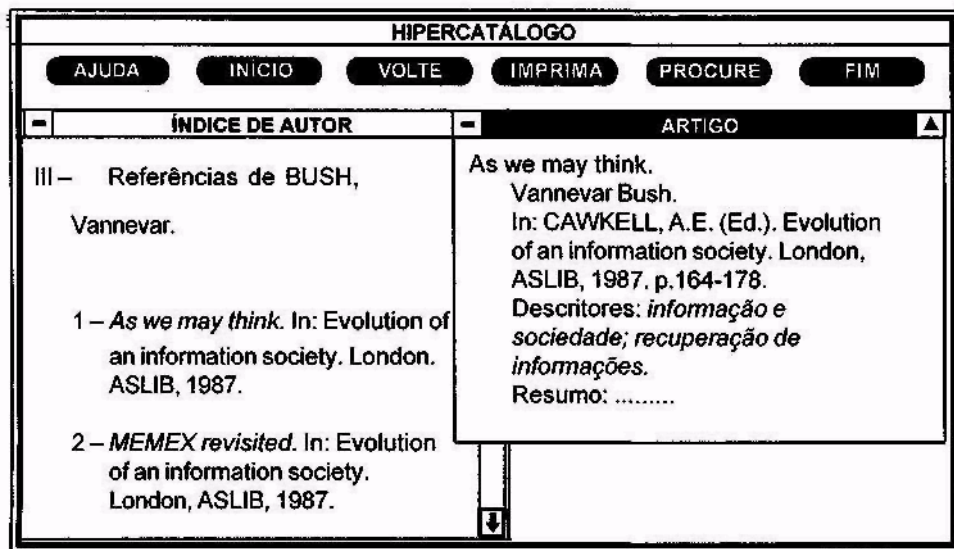 HIPERCATÁLOGO
AJUDA INÍCIO VOLTE IMPRIMA PROCURE FIM
ÍNDICE DE AUTOR
III – Referências de BUSH,
Vannevar.
1 – As we may think. In: Evolution of
an information society. London.
ASLIB, 1987.
2 – MEMEX revisited. In: Evolution
of an information society.
London, ASLIB, 1987.
ARTIGO
As we may think.
Vannevar Bush.
In: CAWKELL, A.E. (Ed.). Evolution
of an information society. London,
ASLIB, 1987, p.164-178.
Descritores: informação e
sociedade; recuperação de
informações.
Resumo: .........